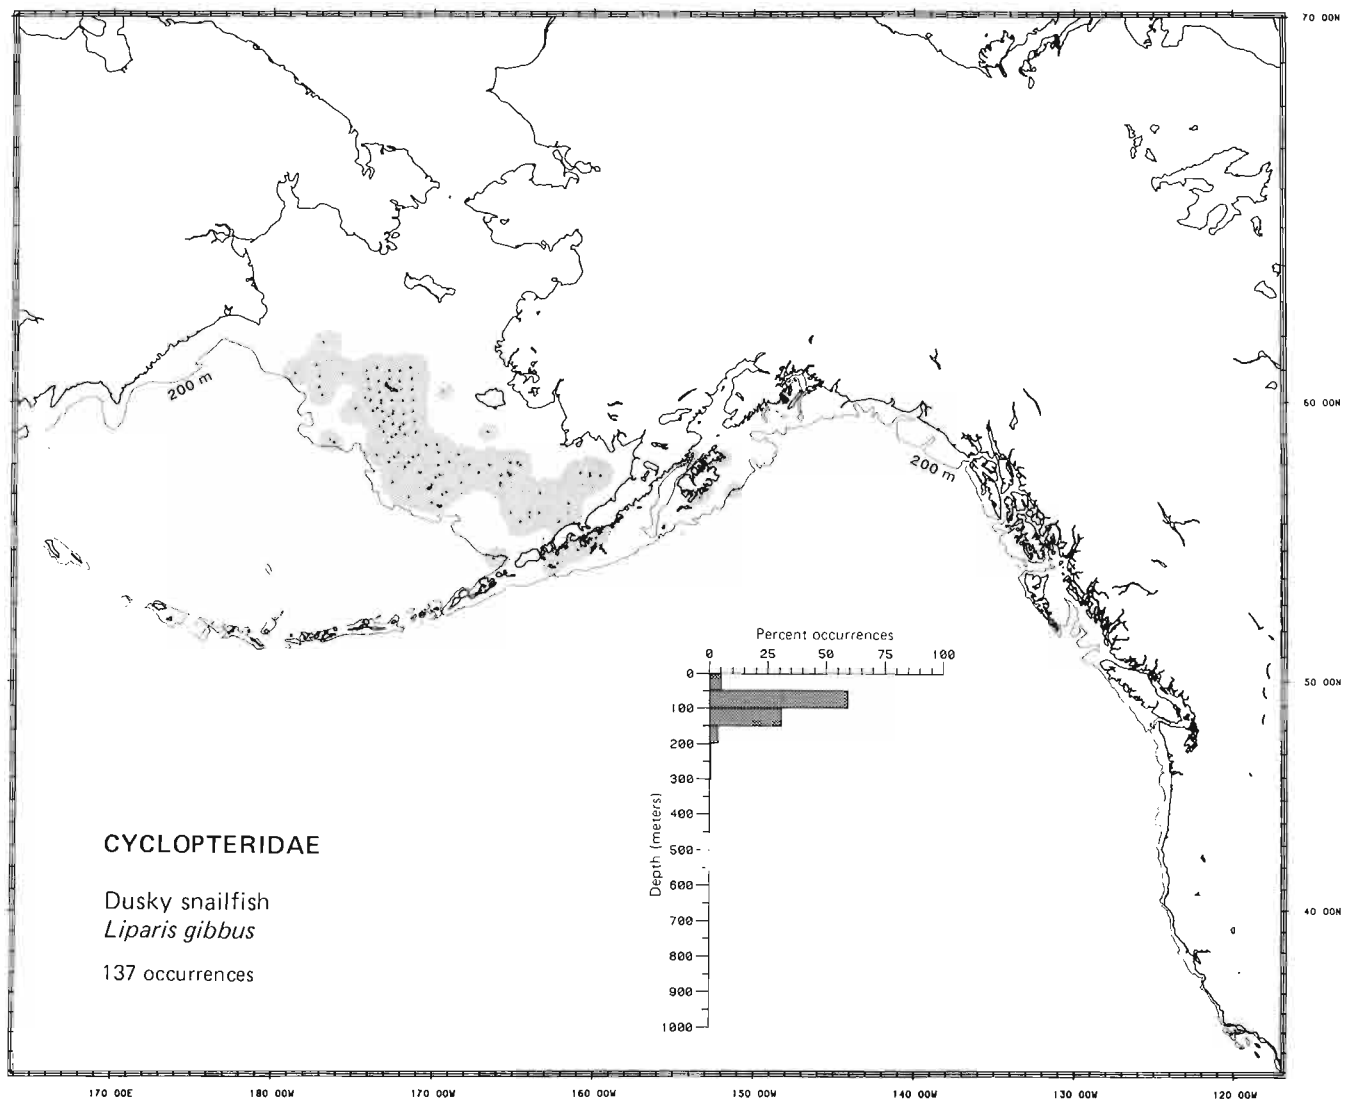 70 00N
200 m
60 00N
200 m
Percent occurrences
0 25 50 75 100
0
100
200
300
400
500
600
700
800
900
1000
Depth (meters)
50 00N
40 00N
CYCLOPTERIDAE
Dusky snailfish
Liparis gibbus
137 occurrences
170 00E 180 00W 170 00W 160 00W 150 00W 140 00W 130 00W 120 00W